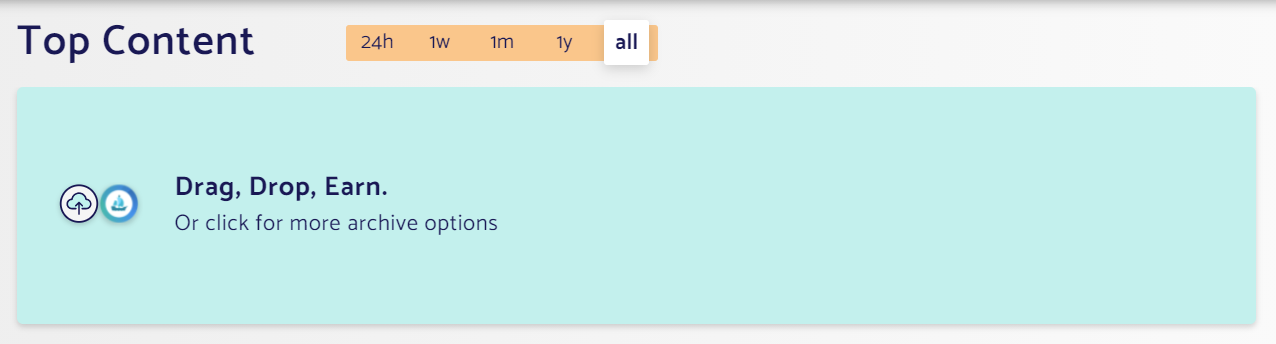 Top Content
24h 1w 1m 1y all
Drag, Drop, Earn.
Or click for more archive options